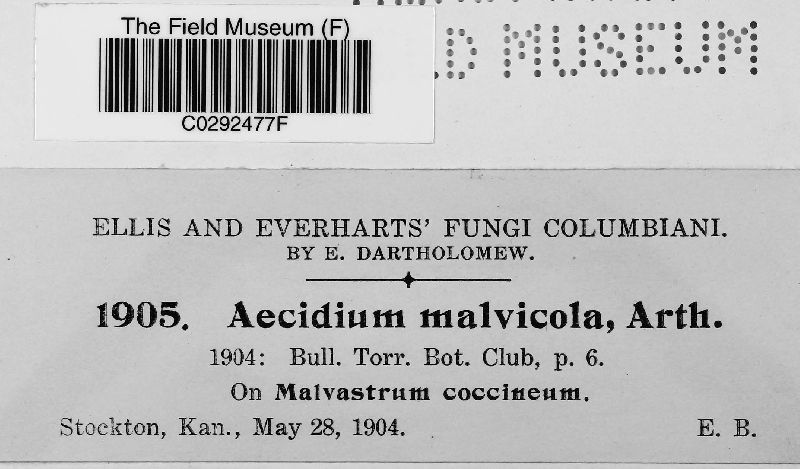 The Field Museum (F)
C0292477F
D MUSEUM
ELLIS AND EVERHARTS' FUNGI COLUMBIANI.
BY E. DARTHOLOMEW.
1905. Aecidium malvicola, Arth.
1904: Bull. Torr. Bot. Club, p. 6.
On Malvastrum coccineum.
Stockton, Kan., May 28, 1904. E. B.